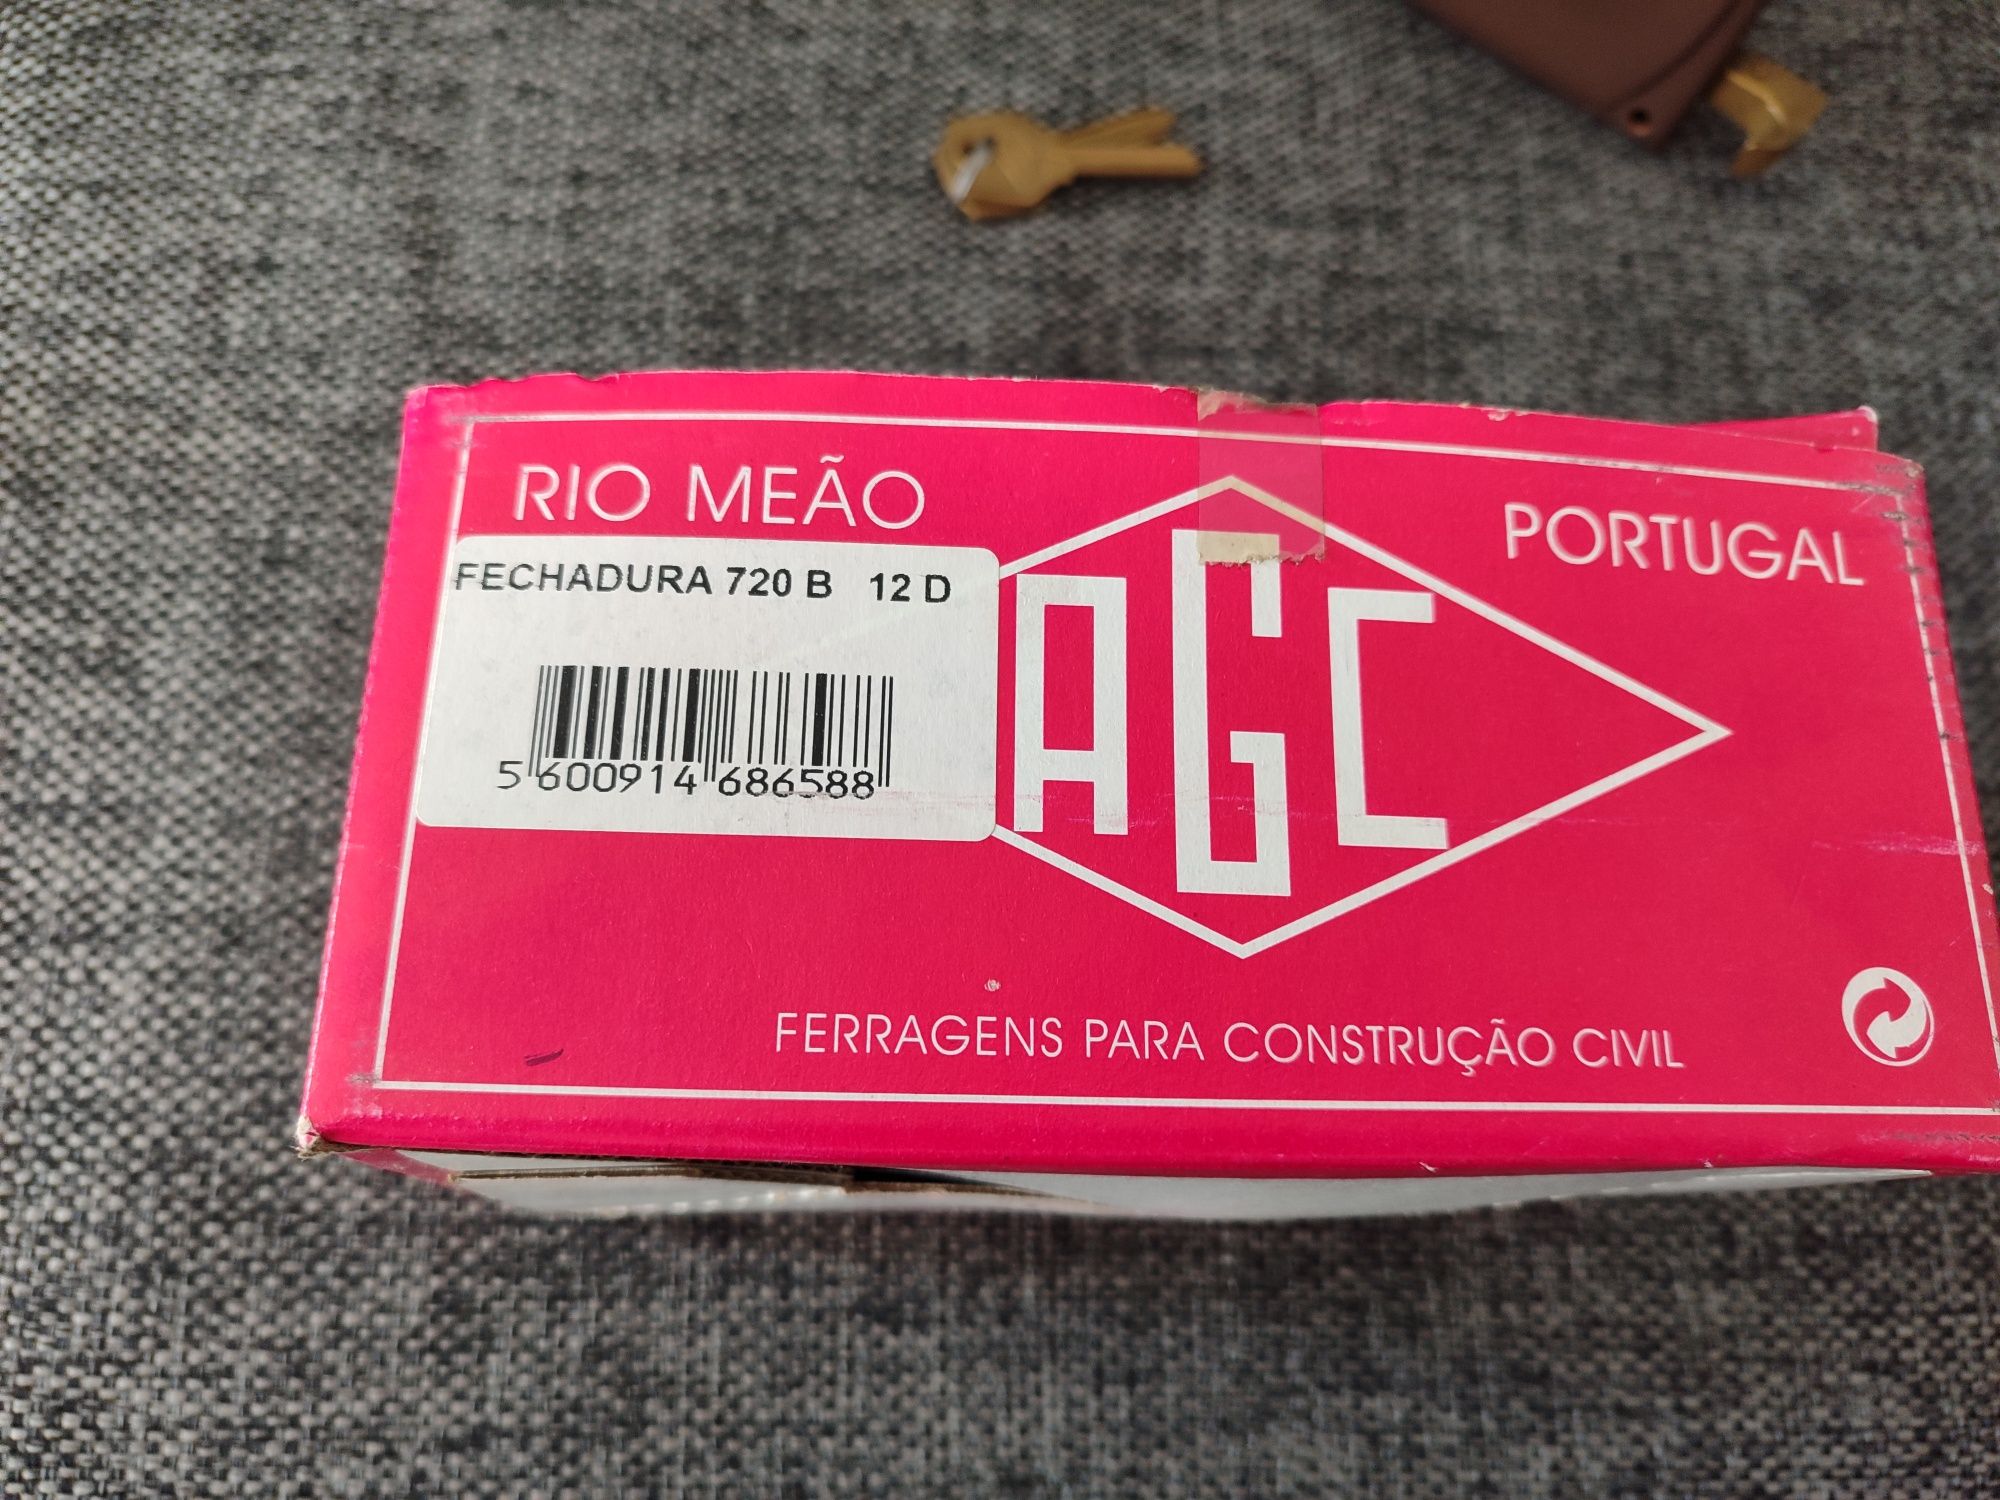 RIO MEÃO
PORTUGAL
FECHADURA 720 B 12 D
5 600914 686588
AGC
FERRAGENS PARA CONSTRUÇÃO CIVIL